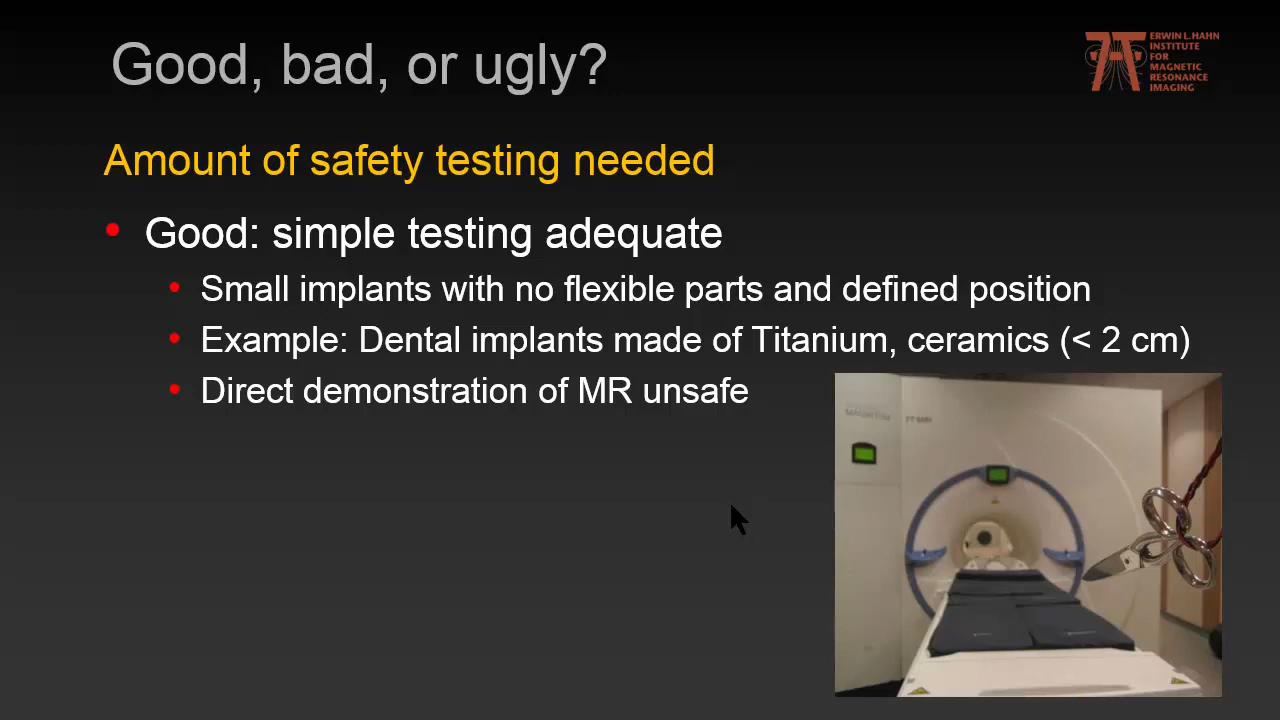 Good, bad, or ugly?
ERWIN L. HAHN
INSTITUTE
FOR
MAGNETIC
RESONANCE
IMAGING
Amount of safety testing needed
Good: simple testing adequate
Small implants with no flexible parts and defined position
Example: Dental implants made of Titanium, ceramics (< 2 cm)
Direct demonstration of MR unsafe